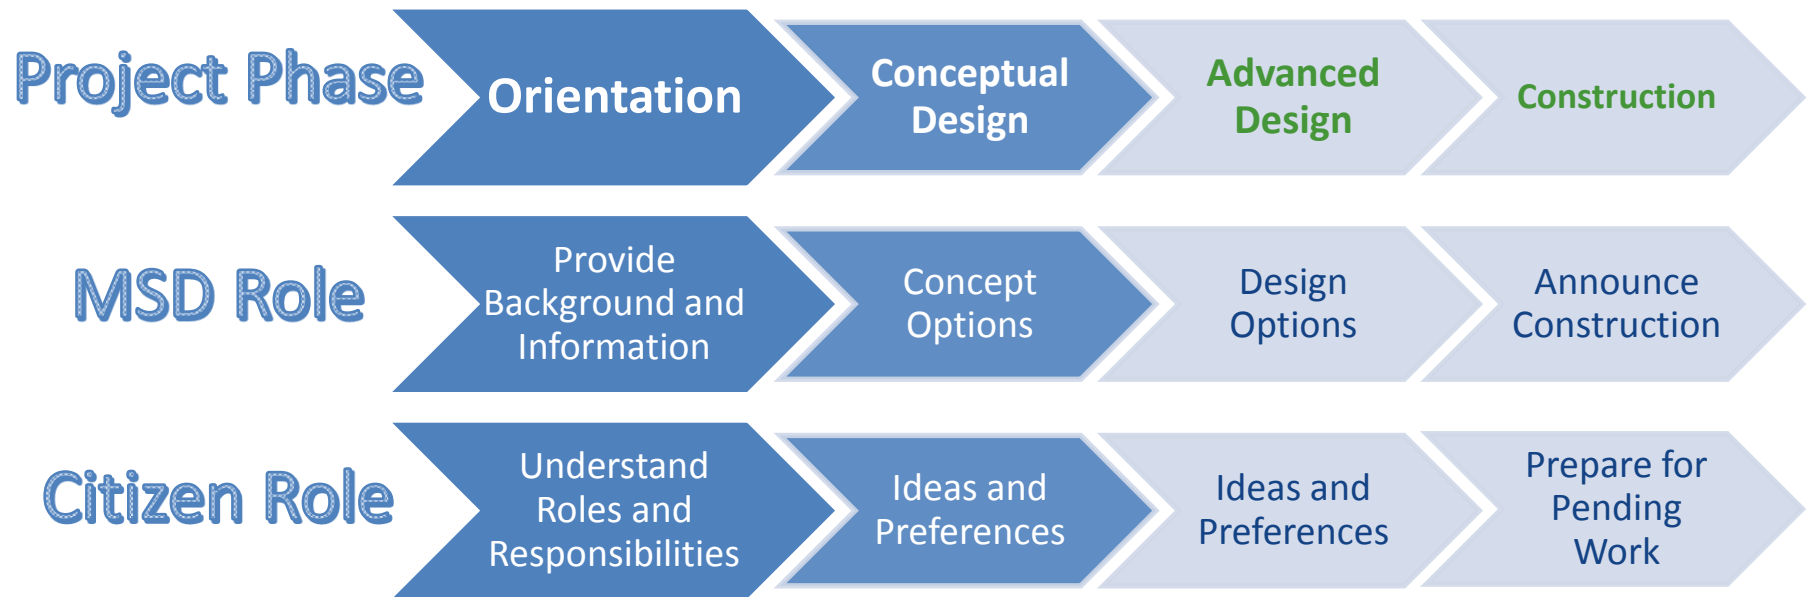 Project Phase
Orientation
Conceptual
Design
Advanced
Design
Construction
MSD Role
Provide
Background and
Information
Concept
Options
Design
Options
Announce
Construction
Citizen Role
Understand
Roles and
Responsibilities
Ideas and
Preferences
Ideas and
Preferences
Prepare for
Pending
Work